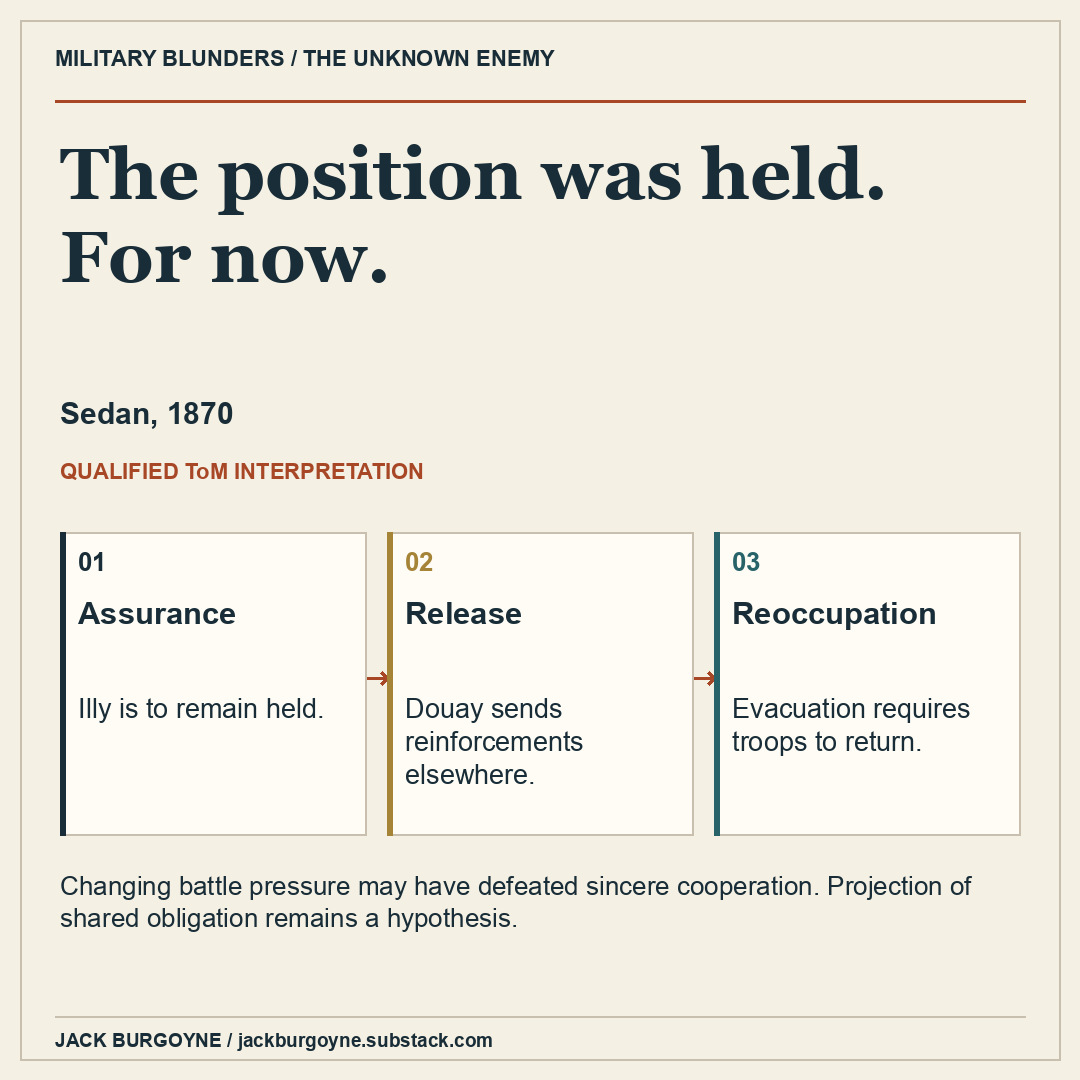 MILITARY BLUNDERS / THE UNKNOWN ENEMY
The position was held.
For now.
Sedan, 1870
QUALIFIED ToM INTERPRETATION
01
Assurance
Illy is to remain held.
02
Release
Douay sends
reinforcements
elsewhere.
03
Reoccupation
Evacuation requires
troops to return.
Changing battle pressure may have defeated sincere cooperation. Projection of
shared obligation remains a hypothesis.
JACK BURGOYNE / jackburgoyne.substack.com